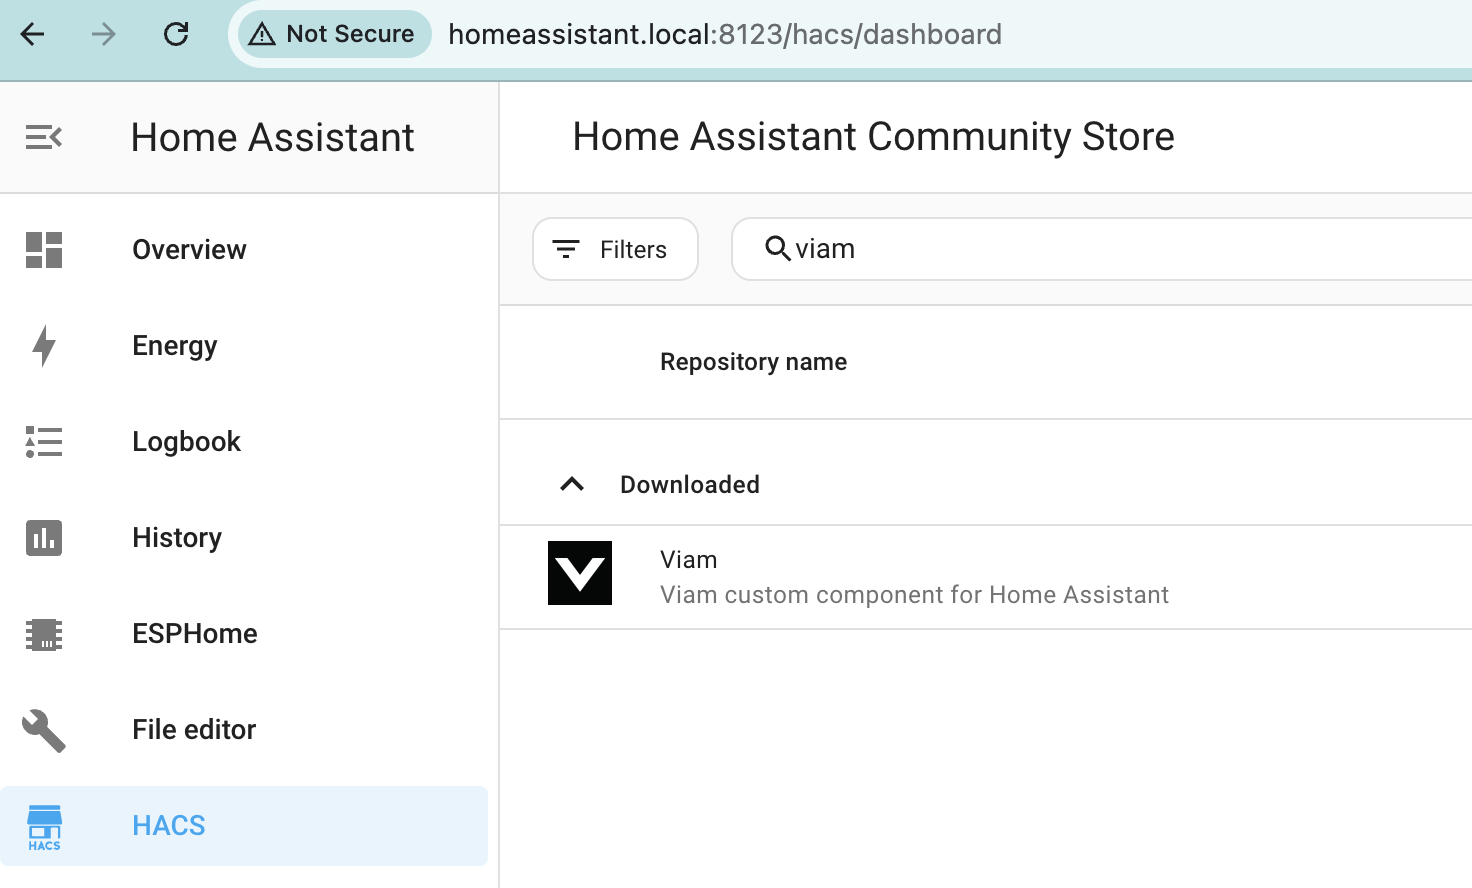 Not Secure homeassistant.local:8123/hacs/dashboard
Home Assistant
Overview
Energy
Logbook
History
ESPHome
File editor
HACS
HACS
Home Assistant Community Store
Filters
viam
Repository name
Downloaded
Viam
Viam custom component for Home Assistant